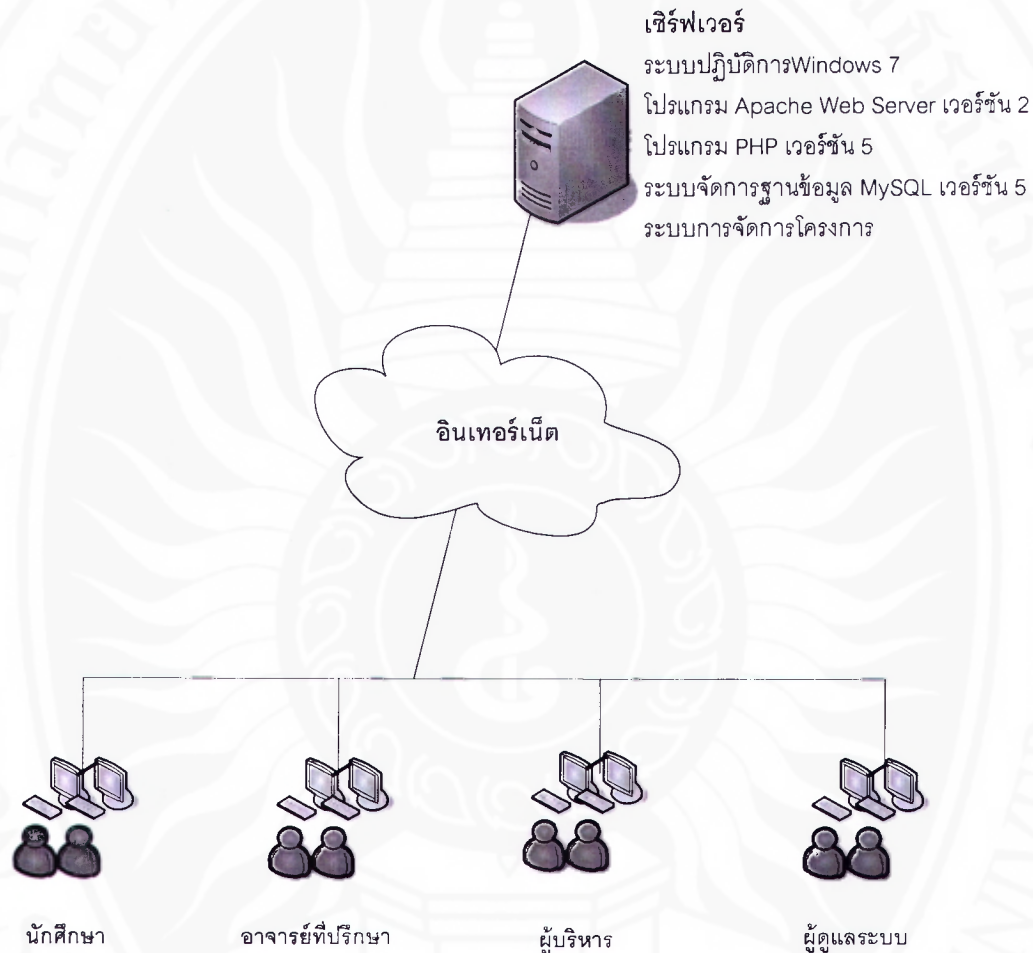 เซิร์ฟเวอร์
ระบบปฏิบัติการWindows 7
โปรแกรม Apache Web Server เวอร์ชัน 2
โปรแกรม PHP เวอร์ชัน 5
ระบบจัดการฐานข้อมูล MySQL เวอร์ชัน 5
ระบบการจัดการโครงการ
อินเทอร์เน็ต
นักศึกษา
อาจารย์ที่ปรึกษา
ผู้บริหาร
ผู้ดูแลระบบ